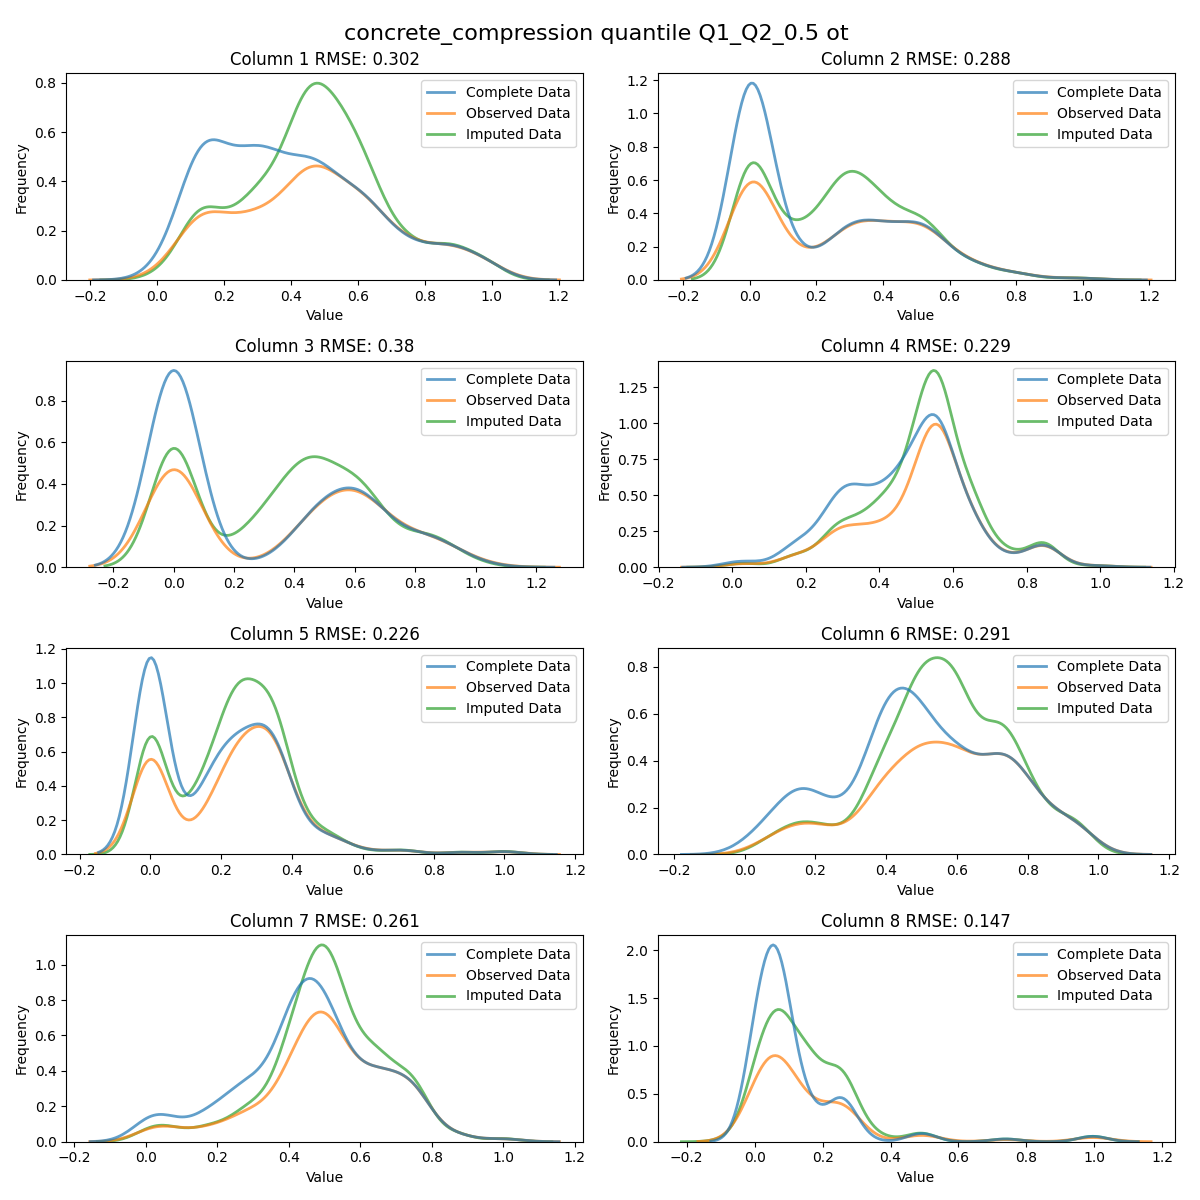 concrete_compression quantile Q1_Q2_0.5 ot
Column 1 RMSE: 0.302
Frequency
0.8
0.6
0.4
0.2
0.0
Complete Data
Observed Data
Imputed Data
−0.2 0.0 0.2 0.4 0.6 0.8 1.0 1.2
Value
Column 2 RMSE: 0.288
Frequency
1.2
1.0
0.8
0.6
0.4
0.2
0.0
Complete Data
Observed Data
Imputed Data
−0.2 0.0 0.2 0.4 0.6 0.8 1.0 1.2
Value
Column 3 RMSE: 0.38
Frequency
0.8
0.6
0.4
0.2
0.0
Complete Data
Observed Data
Imputed Data
−0.2 0.0 0.2 0.4 0.6 0.8 1.0 1.2
Value
Column 4 RMSE: 0.229
Frequency
1.25
1.00
0.75
0.50
0.25
0.00
Complete Data
Observed Data
Imputed Data
−0.2 0.0 0.2 0.4 0.6 0.8 1.0 1.2
Value
Column 5 RMSE: 0.226
Frequency
1.2
1.0
0.8
0.6
0.4
0.2
0.0
Complete Data
Observed Data
Imputed Data
−0.2 0.0 0.2 0.4 0.6 0.8 1.0 1.2
Value
Column 6 RMSE: 0.291
Frequency
0.8
0.6
0.4
0.2
0.0
Complete Data
Observed Data
Imputed Data
−0.2 0.0 0.2 0.4 0.6 0.8 1.0 1.2
Value
Column 7 RMSE: 0.261
Frequency
1.0
0.8
0.6
0.4
0.2
0.0
Complete Data
Observed Data
Imputed Data
−0.2 0.0 0.2 0.4 0.6 0.8 1.0 1.2
Value
Column 8 RMSE: 0.147
Frequency
2.0
1.5
1.0
0.5
0.0
Complete Data
Observed Data
Imputed Data
−0.2 0.0 0.2 0.4 0.6 0.8 1.0 1.2
Value